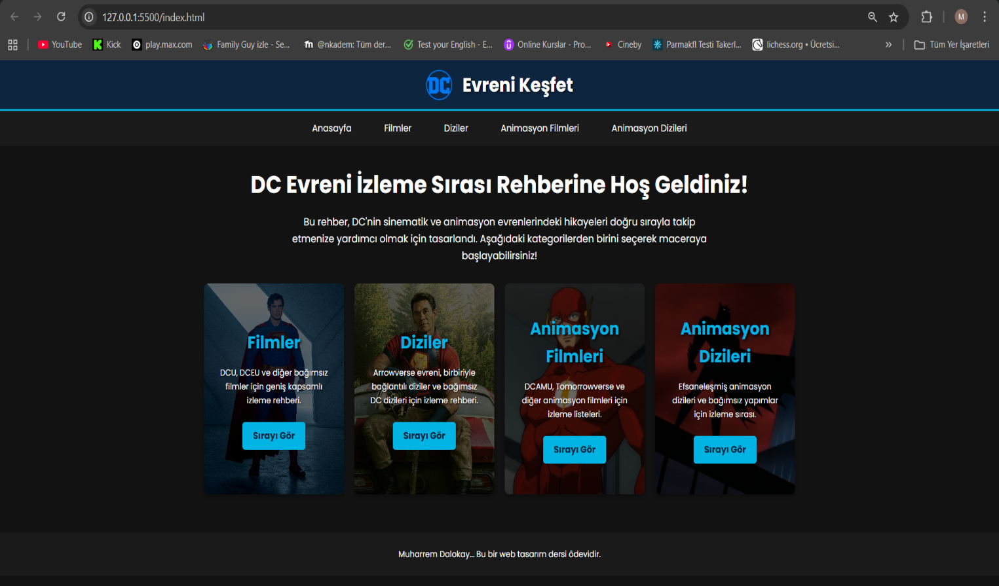 127.0.0.1:5500/index.html
M
YouTube
Kick
play.max.com
Family Guy izle - Se...
@nkadem: Tüm der...
Test your English - E...
Online Kurslar - Pro...
Cineby
Parmakfl Testi Takerl...
lichess.org • Ücretsi...
»
Tüm Yer İşaretleri
DC Evreni Keşfet
Anasayfa
Filmler
Diziler
Animasyon Filmleri
Animasyon Dizileri
DC Evreni İzleme Sırası Rehberine Hoş Geldiniz!
Bu rehber, DC'nin sinematik ve animasyon evrenlerindeki hikayeleri doğru sırayla takip
etmenize yardımcı olmak için tasarlandı. Aşağıdaki kategorilerden birini seçerek maceraya
başlayabilirsiniz!
Filmler
DCU, DCEU ve diğer bağımsız
filmler için geniş kapsamlı
izleme rehberi.
Sırayı Gör
Diziler
Arrowverse evreni, birbiriyle
bağlantılı diziler ve bağımsız
DC dizileri için izleme rehberi.
Sırayı Gör
Animasyon
Filmleri
DCAMU, Tomorrowverse ve
diğer animasyon filmleri için
izleme listeleri.
Sırayı Gör
Animasyon
Dizileri
Efsaneleşmiş animasyon
dizileri ve bağımsız yapımlar
için izleme sırası.
Sırayı Gör
Muharrem Dalokay... Bu bir web tasarım dersi ödevidir.